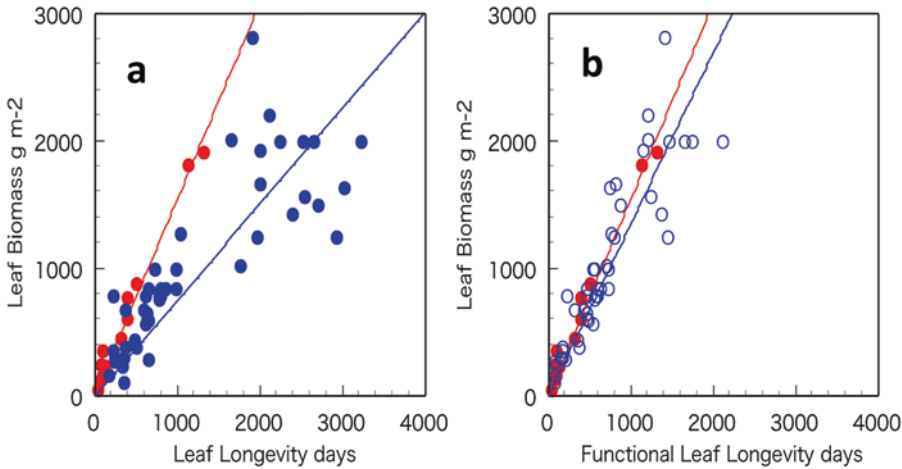 a
Leaf Biomass g m-2
3000
2000
1000
0
0 1000 2000 3000 4000
Leaf Longevity days
b
Leaf Biomass g m-2
3000
2000
1000
0
0 1000 2000 3000 4000
Functional Leaf Longevity days